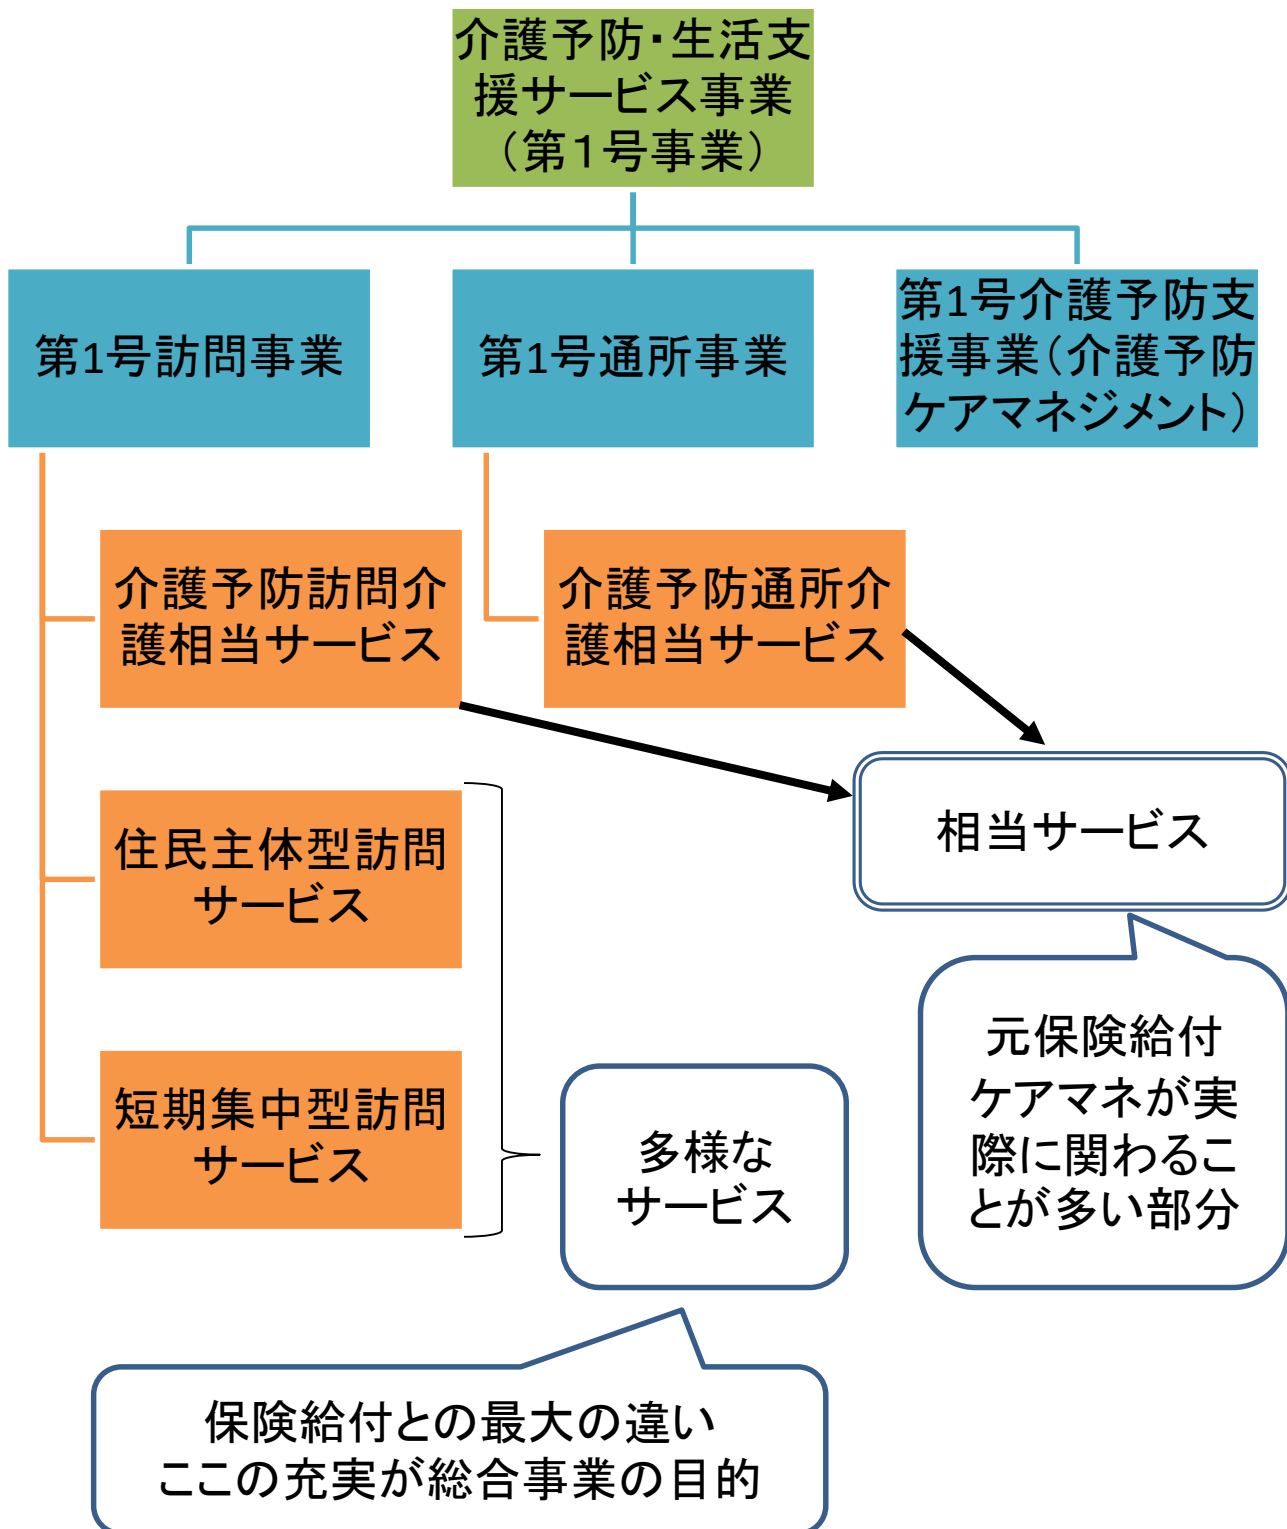 介護予防・生活支
援サービス事業
（第１号事業）
第1号訪問事業
第1号通所事業
第1号介護予防支
援事業（介護予防
ケアマネジメント）
介護予防訪問介
護相当サービス
介護予防通所介
護相当サービス
住民主体型訪問
サービス
相当サービス
短期集中型訪問
サービス
多様な
サービス
元保険給付
ケアマネが実
際に関わるこ
とが多い部分
保険給付との最大の違い
ここの充実が総合事業の目的